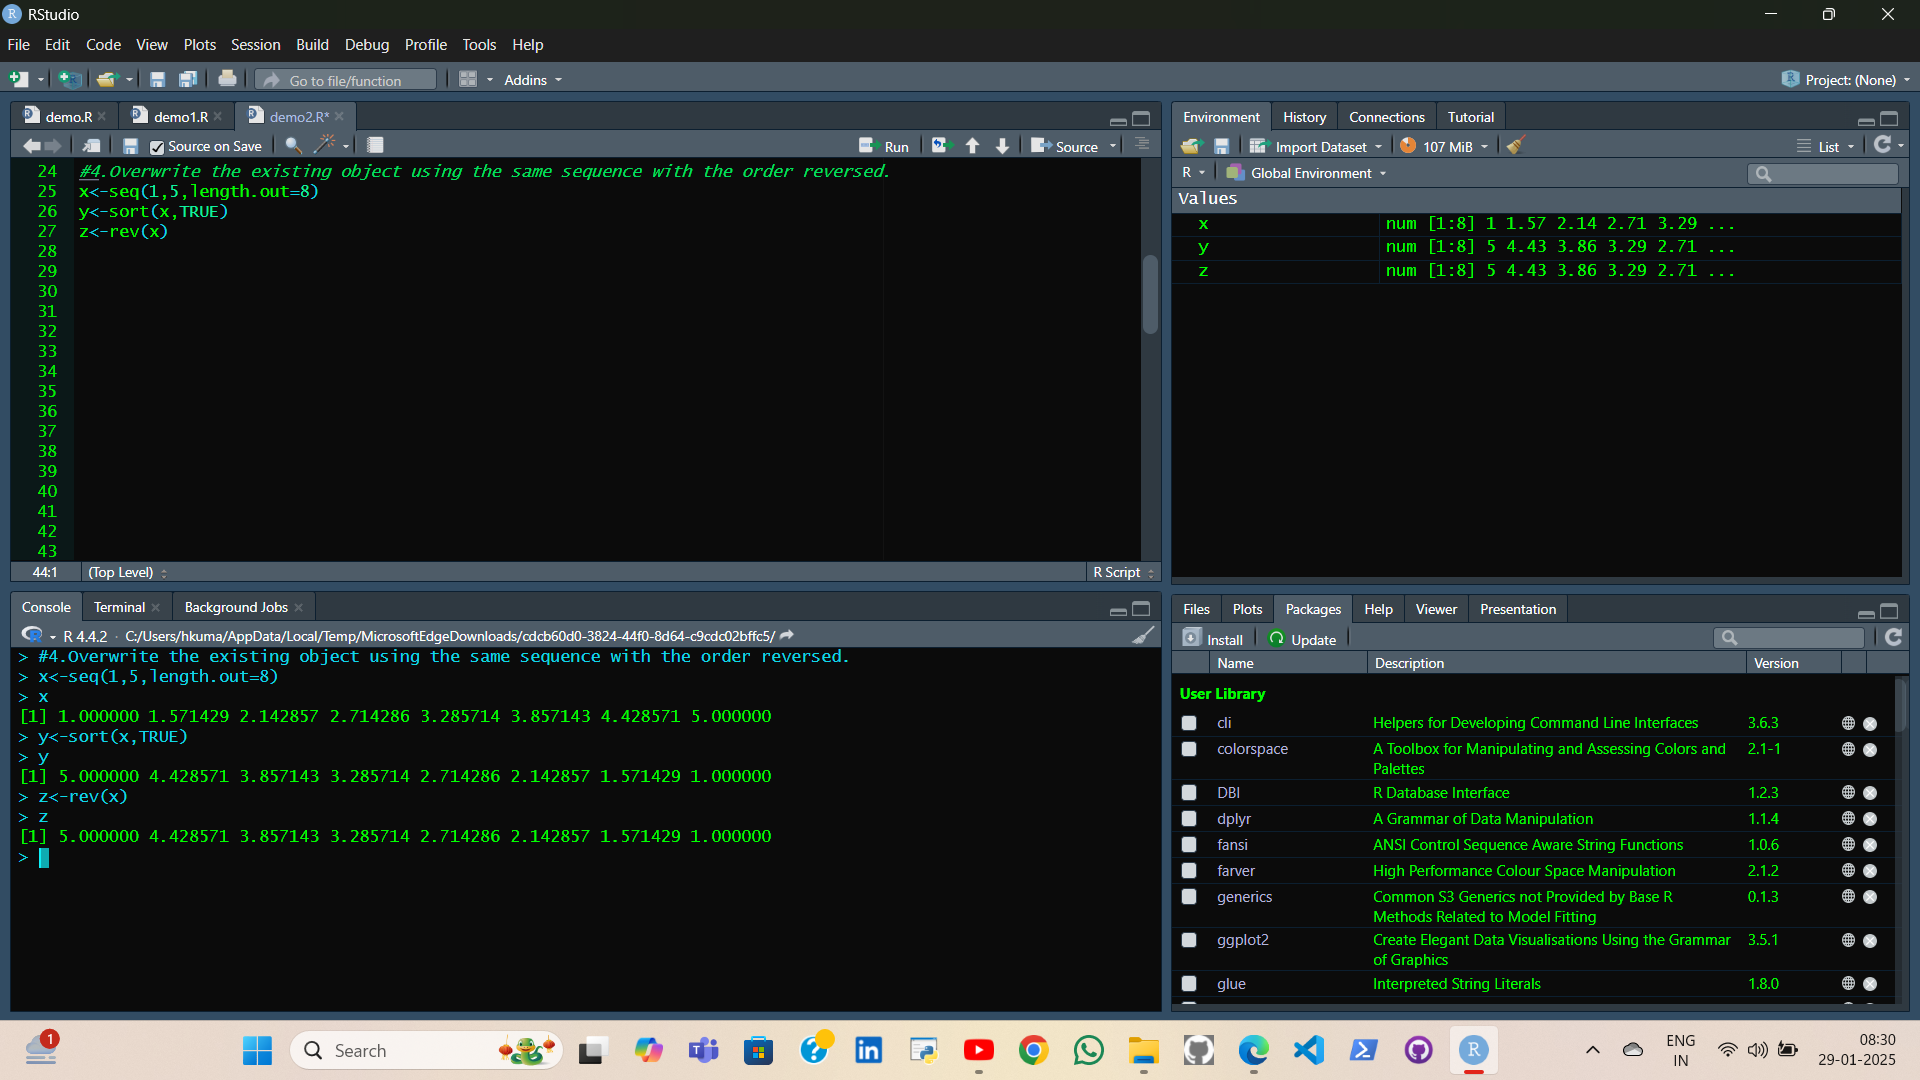 RStudio
File Edit Code View Plots Session Build Debug Profile Tools Help
Go to file/function Addins Project: (None)
demo.R demo1.R demo2.R*
Source on Save Run Source
24 #4.Overwrite the existing object using the same sequence with the order reversed.
25 x<-seq(1,5,length.out=8)
26 y<-sort(x,TRUE)
27 z<-rev(x)
28
29
30
31
32
33
34
35
36
37
38
39
40
41
42
43
44:1 (Top Level) R Script
Console Terminal Background Jobs
R 4.4.2 · C:/Users/hkuma/AppData/Local/Temp/MicrosoftEdgeDownloads/cdcb60d0-3824-44f0-8d64-c9cdc02bffc5/
> #4.Overwrite the existing object using the same sequence with the order reversed.
> x<-seq(1,5,length.out=8)
> x
[1] 1.000000 1.571429 2.142857 2.714286 3.285714 3.857143 4.428571 5.000000
> y<-sort(x,TRUE)
> y
[1] 5.000000 4.428571 3.857143 3.285714 2.714286 2.142857 1.571429 1.000000
> z<-rev(x)
> z
[1] 5.000000 4.428571 3.857143 3.285714 2.714286 2.142857 1.571429 1.000000
>
Environment History Connections Tutorial
Import Dataset 107 MiB List
R Global Environment
Values
x num [1:8] 1 1.57 2.14 2.71 3.29 ...
y num [1:8] 5 4.43 3.86 3.29 2.71 ...
z num [1:8] 5 4.43 3.86 3.29 2.71 ...
Files Plots Packages Help Viewer Presentation
Install Update
Name Description Version
User Library
cli Helpers for Developing Command Line Interfaces 3.6.3
colorspace A Toolbox for Manipulating and Assessing Colors and 2.1-1
Palettes
DBI R Database Interface 1.2.3
dplyr A Grammar of Data Manipulation 1.1.4
fansi ANSI Control Sequence Aware String Functions 1.0.6
farver High Performance Colour Space Manipulation 2.1.2
generics Common S3 Generics not Provided by Base R 0.1.3
Methods Related to Model Fitting
ggplot2 Create Elegant Data Visualisations Using the Grammar 3.5.1
of Graphics
glue Interpreted String Literals 1.8.0
1 Search ENG 08:30
IN 29-01-2025